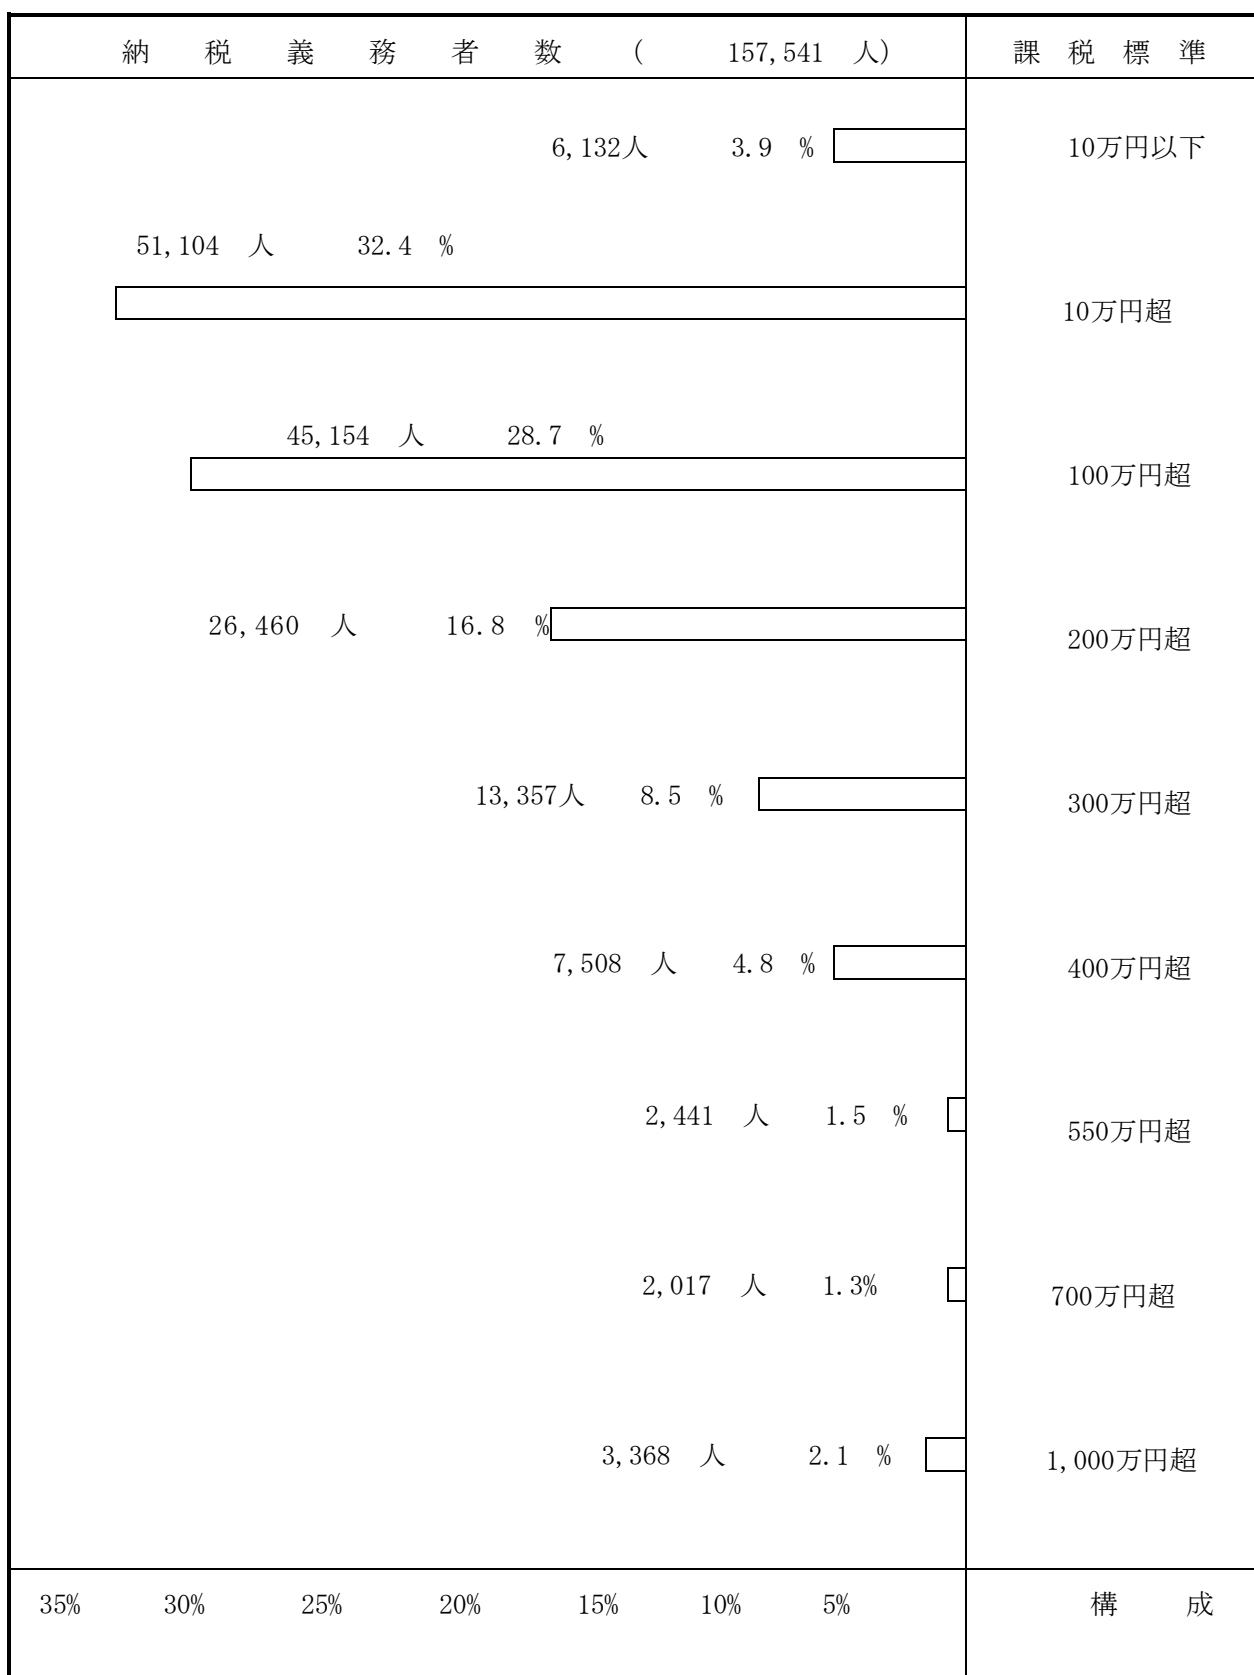 納税義務者数( 157,541 人) 課税標準
6,132人 3.9 % 10万円以下
51,104 人 32.4 %
10万円超
45,154 人 28.7 %
100万円超
26,460 人 16.8 % 200万円超
13,357人 8.5 % 300万円超
7,508 人 4.8 % 400万円超
2,441 人 1.5 % 550万円超
2,017 人 1.3% 700万円超
3,368 人 2.1 % 1,000万円超
35% 30% 25% 20% 15% 10% 5% 構成